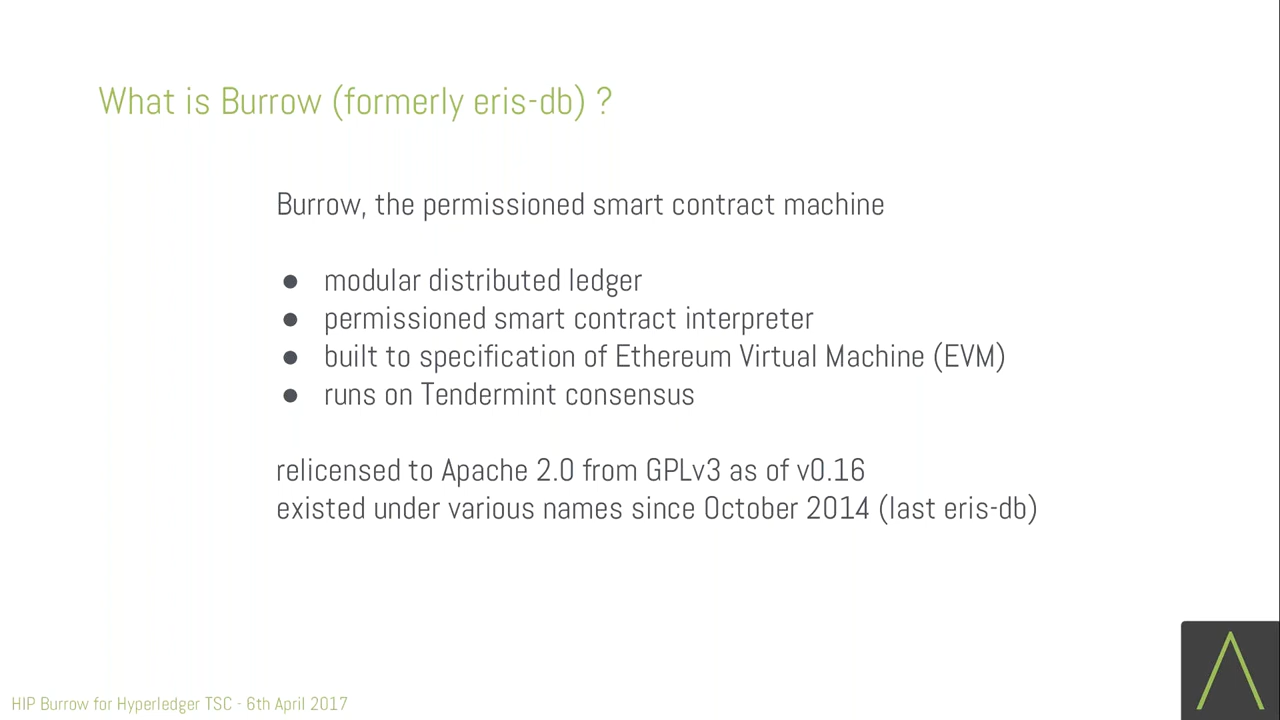 What is Burrow (formerly eris-db) ?
Burrow, the permissioned smart contract machine
● modular distributed ledger
● permissioned smart contract interpreter
● built to specification of Ethereum Virtual Machine (EVM)
● runs on Tendermint consensus
relicensed to Apache 2.0 from GPLv3 as of v0.16
existed under various names since October 2014 (last eris-db)
HIP Burrow for Hyperledger TSC - 6th April 2017